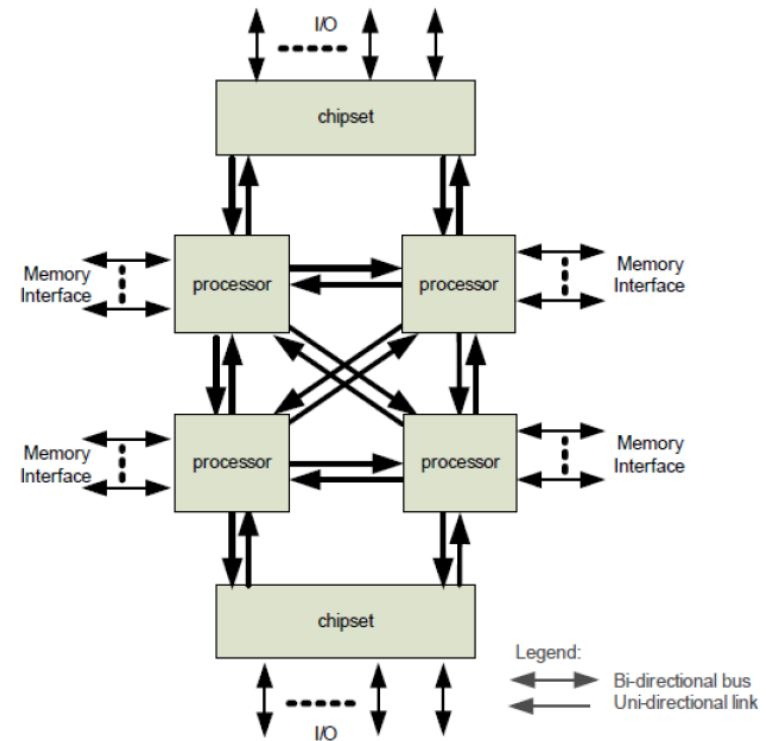 I/O
chipset
processor
processor
Memory
Interface
Memory
Interface
processor
processor
Memory
Interface
Memory
Interface
chipset
I/O
Legend:
Bi-directional bus
Uni-directional link